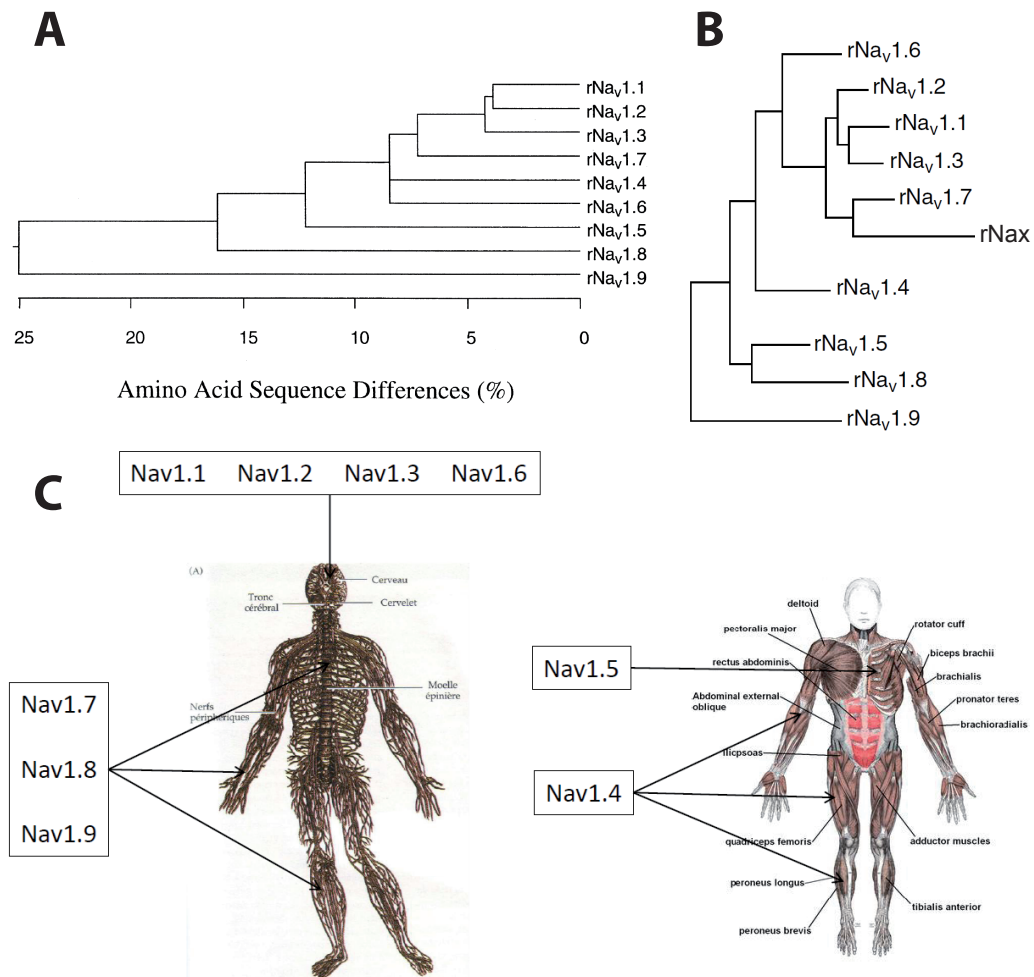 A
rNav1.1
rNav1.2
rNav1.3
rNav1.7
rNav1.4
rNav1.6
rNav1.5
rNav1.8
rNav1.9
25 20 15 10 5 0
Amino Acid Sequence Differences (%)
B
rNav1.6
rNav1.2
rNav1.1
rNav1.3
rNav1.7
rNax
rNav1.4
rNav1.5
rNav1.8
rNav1.9
C
Nav1.1 Nav1.2 Nav1.3 Nav1.6
(A)
Cerveau
Tronc
cérébral
Cervelet
Moelle
épinière
Nerfs
périphériques
Nav1.7
Nav1.8
Nav1.9
Nav1.5
Nav1.4
deltoid
pectoralis major
rectus abdominis
Abdominal external
oblique
ilicpsoas
quadriceps femoris
peroneus longus
peroneus brevis
rotator cuff
biceps brachii
brachialis
pronator teres
brachioradialis
adductor muscles
tibialis anterior